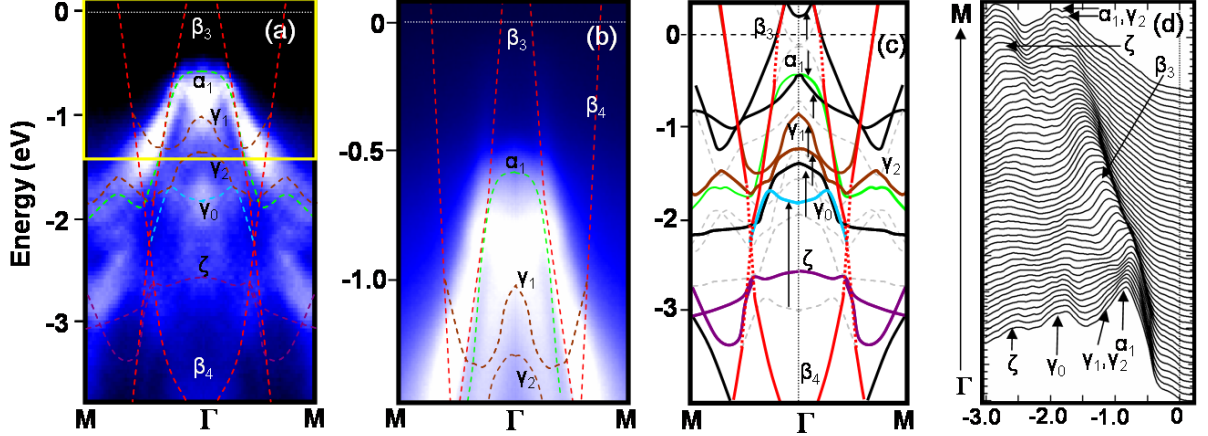 Energy (eV)
0
-1
-2
-3
(a)
β3
α1
γ1
γ2
γ0
ζ
β4
M
Γ
M
0
-0.5
-1.0
(b)
β3
β4
α1
γ1
γ2
M
Γ
M
0
-1
-2
-3
(c)
β3
α1
γ1
γ2
γ0
ζ
β4
M
Γ
M
M
(d)
α1,γ2
ζ
β3
α1
ζ
γ0
γ1,γ2
Γ
-3.0
-2.0
-1.0
0